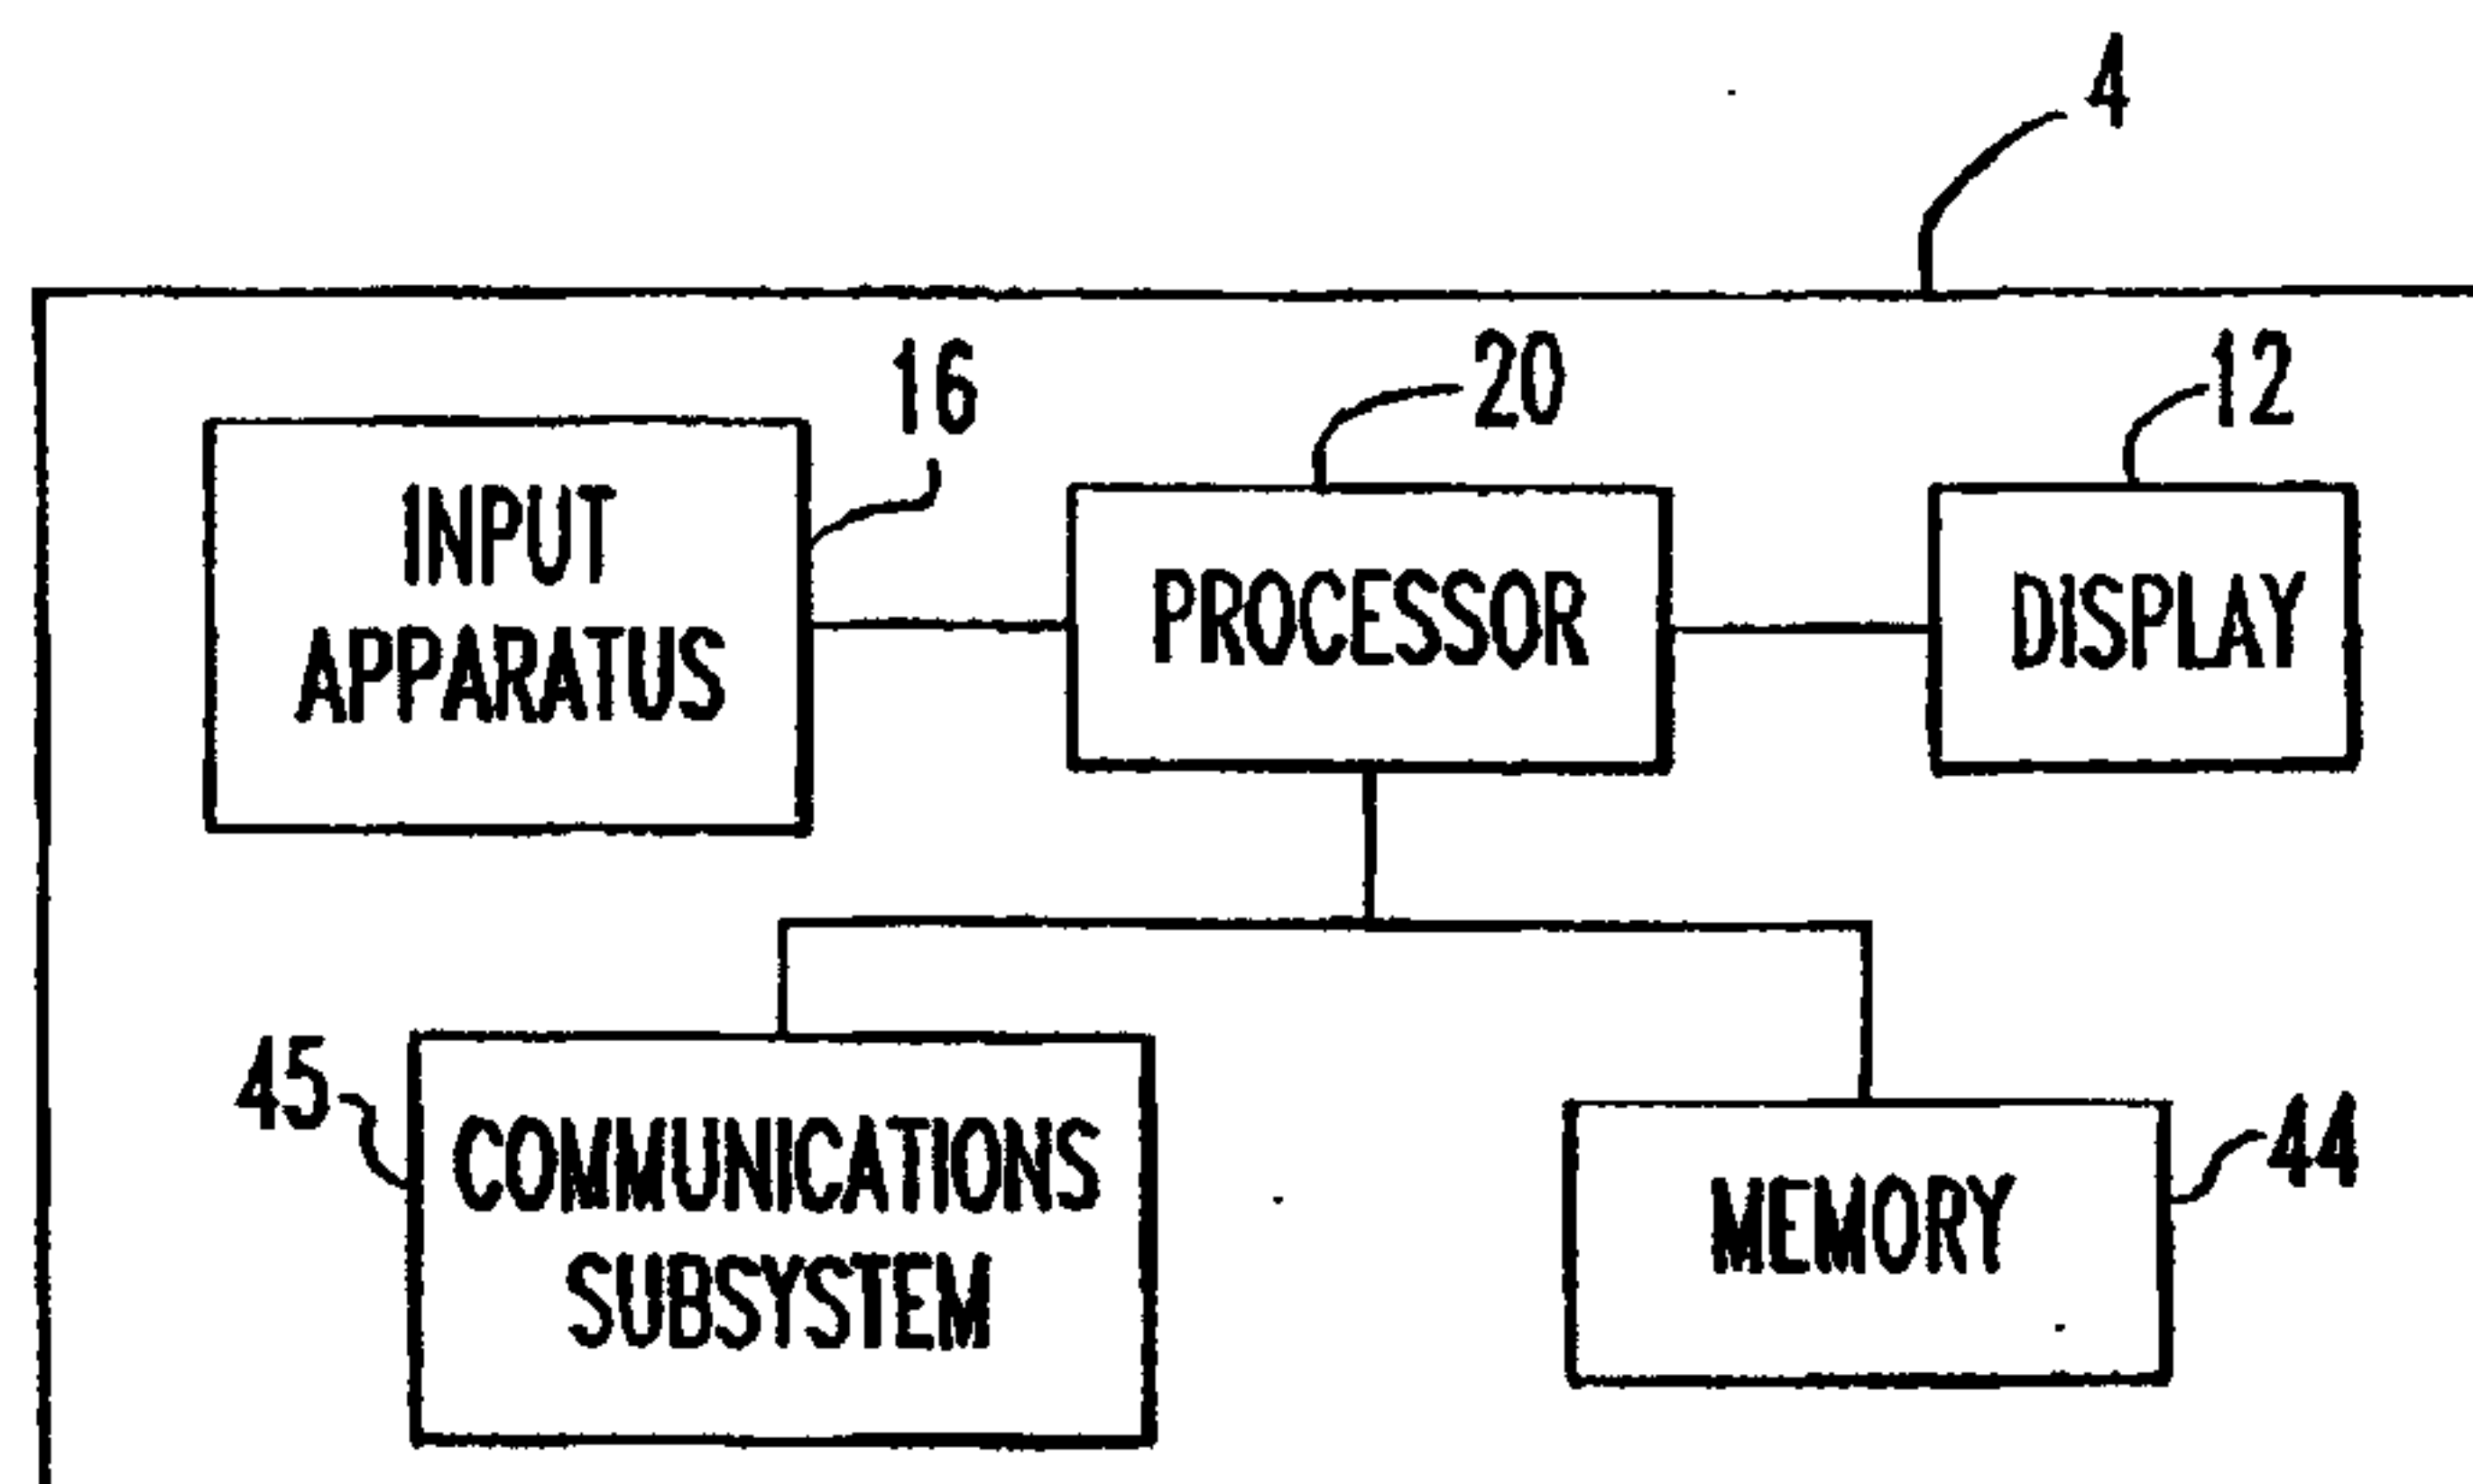 4
16
20
12
INPUT
APPARATUS
PROCESSOR
DISPLAY
45
COMMUNICATIONS
SUBSYSTEM
44
MEMORY